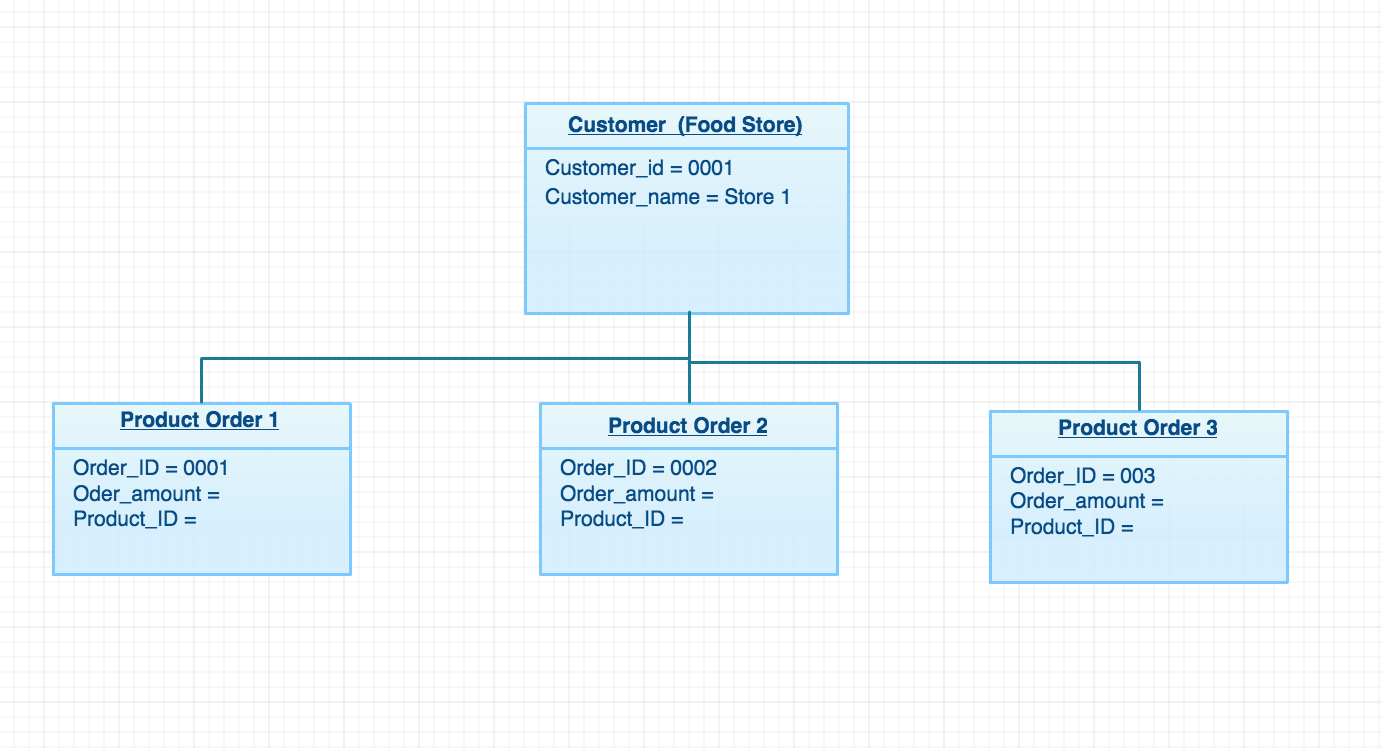 Customer  (Food Store)
Customer_id = 0001
Customer_name = Store 1
Product Order 1
Order_ID = 0001
Oder_amount =
Product_ID =
Product Order 2
Order_ID = 0002
Order_amount =
Product_ID =
Product Order 3
Order_ID = 003
Order_amount =
Product_ID =